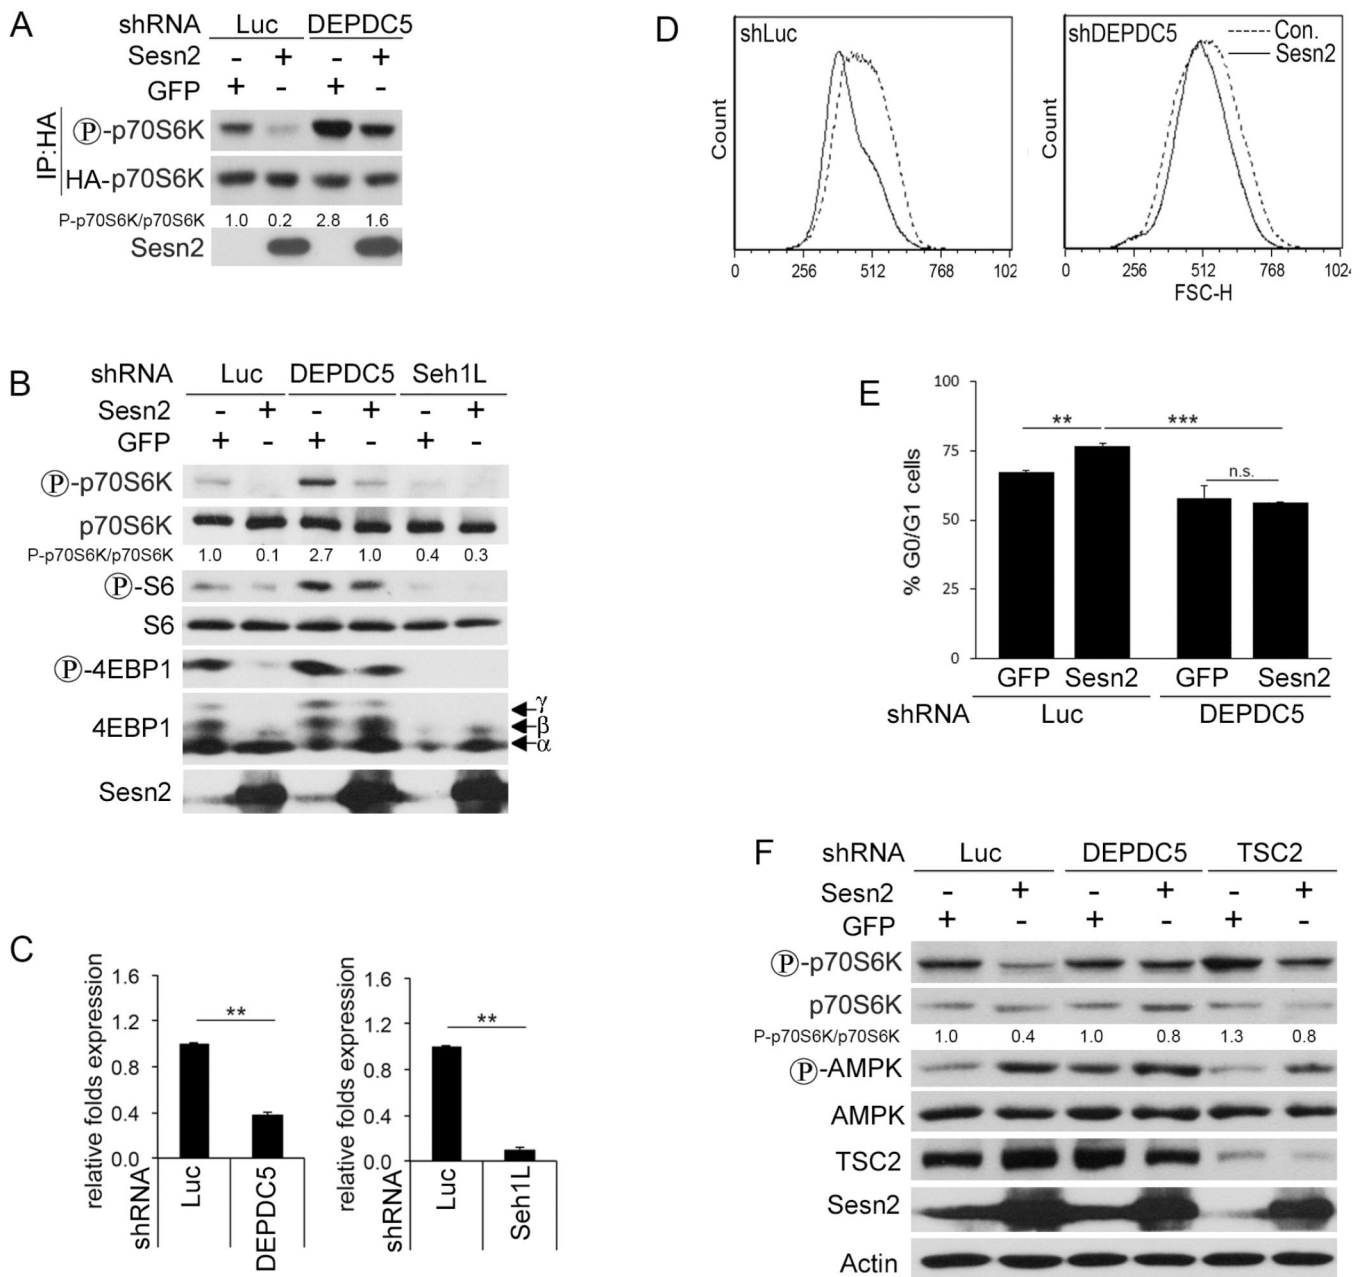 A
shRNA Luc DEPDC5
Sesn2 - + - +
GFP + - + -
IP:HA
Ⓟ-p70S6K
HA-p70S6K
P-p70S6K/p70S6K 1.0 0.2 2.8 1.6
Sesn2
B
shRNA Luc DEPDC5 Seh1L
Sesn2 - + - + - +
GFP + - + - + -
Ⓟ-p70S6K
p70S6K
P-p70S6K/p70S6K 1.0 0.1 2.7 1.0 0.4 0.3
Ⓟ-S6
S6
Ⓟ-4EBP1
4EBP1
γ
β
α
Sesn2
C
relative folds expression
1.6
1.2
0.8
0.4
0.0
**
shRNA
Luc
DEPDC5
relative folds expression
1.6
1.2
0.8
0.4
0.0
**
shRNA
Luc
Seh1L
D
shLuc
Count
0 256 512 768 102
shDEPDC5
Con.
Sesn2
Count
0 256 512 768 1024
FSC-H
E
% G0/G1 cells
100
75
50
25
0
** ***
n.s.
GFP Sesn2 GFP Sesn2
shRNA Luc DEPDC5
F
shRNA Luc DEPDC5 TSC2
Sesn2 - + - + - +
GFP + - + - + -
Ⓟ-p70S6K
p70S6K
P-p70S6K/p70S6K 1.0 0.4 1.0 0.8 1.3 0.8
Ⓟ-AMPK
AMPK
TSC2
Sesn2
Actin